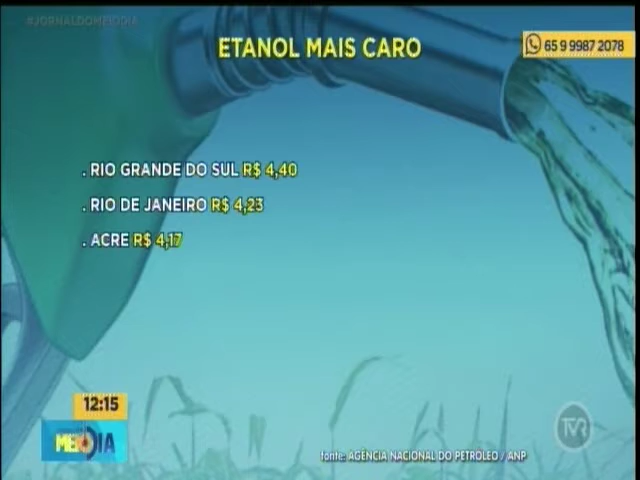 #JORNALDOMEIODIA
ETANOL MAIS CARO
65 9 9987 2078
. RIO GRANDE DO SUL R$ 4,40
. RIO DE JANEIRO R$ 4,23
. ACRE R$ 4,17
12:15
MEIO DIA
TVR
fonte: AGÊNCIA NACIONAL DO PETRÓLEO / ANP